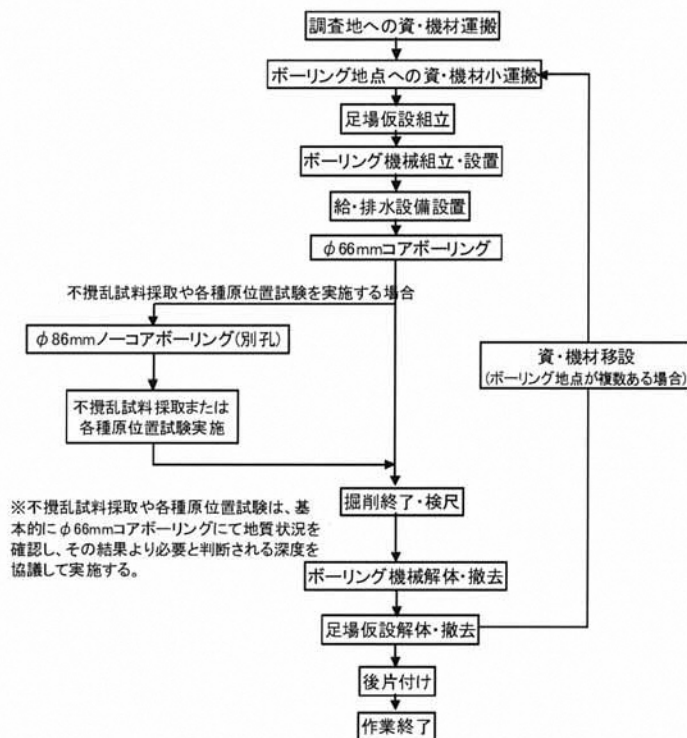 調査地への資・機材運搬
ボーリング地点への資・機材小運搬
足場仮設組立
ボーリング機械組立・設置
給・排水設備設置
φ66mmコアボーリング
不攪乱試料採取や各種原位置試験を実施する場合
φ86mmノーコアボーリング(別孔)
不攪乱試料採取または
各種原位置試験実施
資・機材移設
(ボーリング地点が複数ある場合)
※不攪乱試料採取や各種原位置試験は、基
本的にφ66mmコアボーリングにて地質状況を
確認し、その結果より必要と判断される深度を
協議して実施する。
掘削終了・検尺
ボーリング機械解体・撤去
足場仮設解体・撤去
後片付け
作業終了